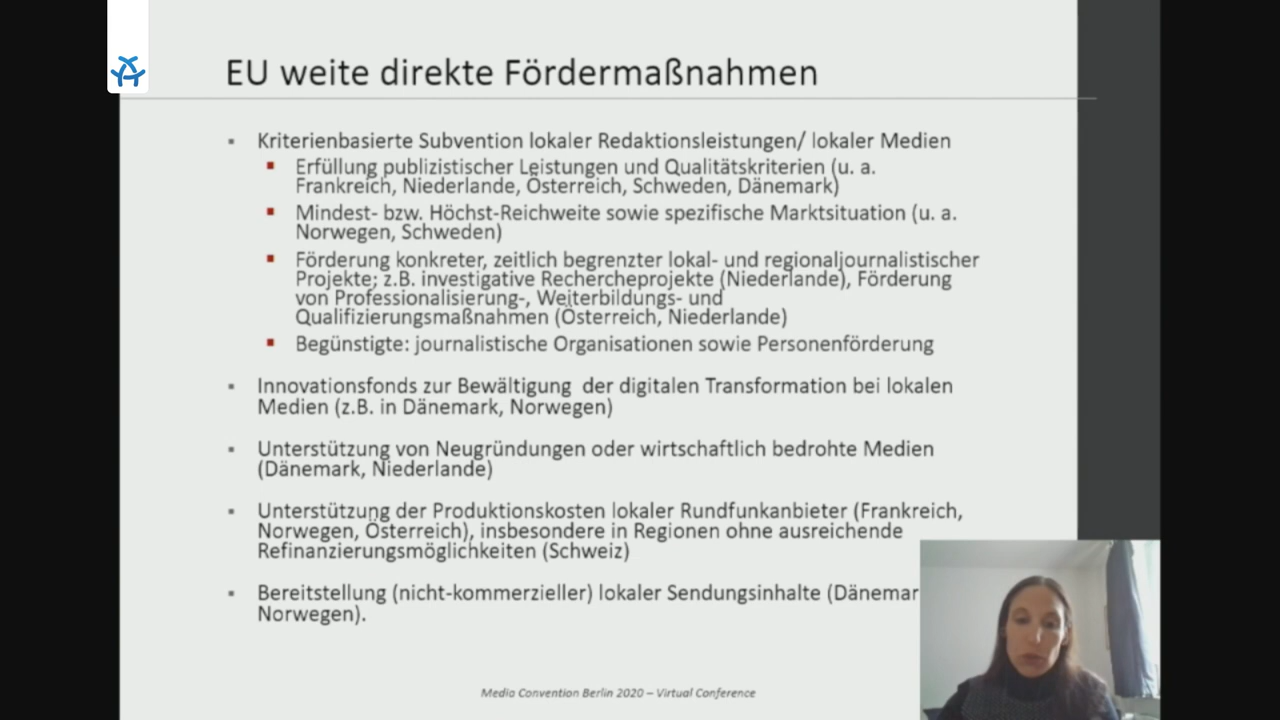 EU weite direkte Fördermaßnahmen
Kriterienbasierte Subvention lokaler Redaktionsleistungen/ lokaler Medien
Erfüllung publizistischer Leistungen und Qualitätskriterien (u. a.
Frankreich, Niederlande, Österreich, Schweden, Dänemark)
Mindest- bzw. Höchst-Reichweite sowie spezifische Marktsituation (u. a.
Norwegen, Schweden)
Förderung konkreter, zeitlich begrenzter lokal- und regionaljournalistischer
Projekte; z.B. investigative Rechercheprojekte (Niederlande), Förderung
von Professionalisierung-, Weiterbildungs- und
Qualifizierungsmaßnahmen (Österreich, Niederlande)
Begünstigte: journalistische Organisationen sowie Personenförderung
Innovationsfonds zur Bewältigung der digitalen Transformation bei lokalen
Medien (z.B. in Dänemark, Norwegen)
Unterstützung von Neugründungen oder wirtschaftlich bedrohte Medien
(Dänemark, Niederlande)
Unterstützung der Produktionskosten lokaler Rundfunkanbieter (Frankreich,
Norwegen, Österreich), insbesondere in Regionen ohne ausreichende
Refinanzierungsmöglichkeiten (Schweiz)
Bereitstellung (nicht-kommerzieller) lokaler Sendungsinhalte (Dänemar
Norwegen).
Media Convention Berlin 2020 – Virtual Conference